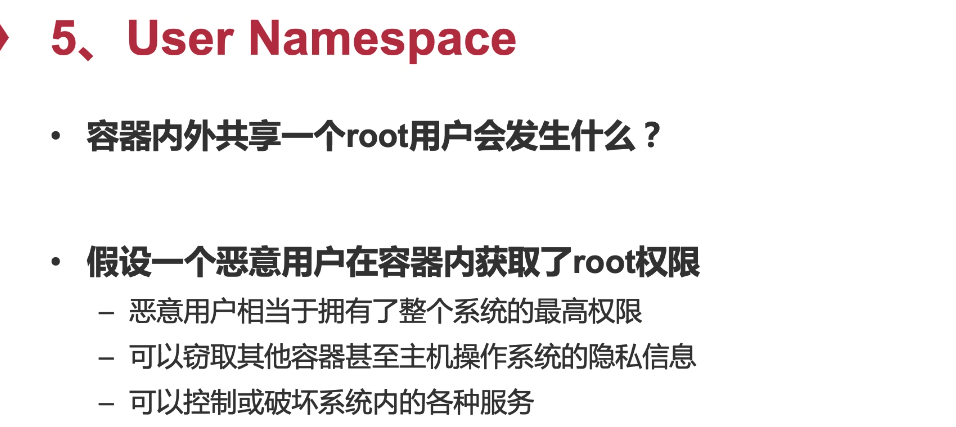 5、User Namespace
• 容器内外共享一个root用户会发生什么？
• 假设一个恶意用户在容器内获取了root权限
– 恶意用户相当于拥有了整个系统的最高权限
– 可以窃取其他容器甚至主机操作系统的隐私信息
– 可以控制或破坏系统内的各种服务